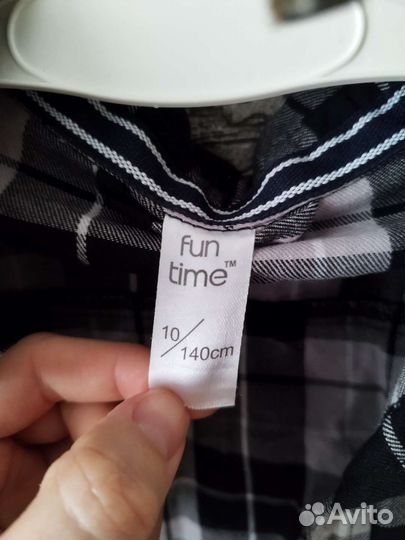 fun
time™
10/140cm
Avito